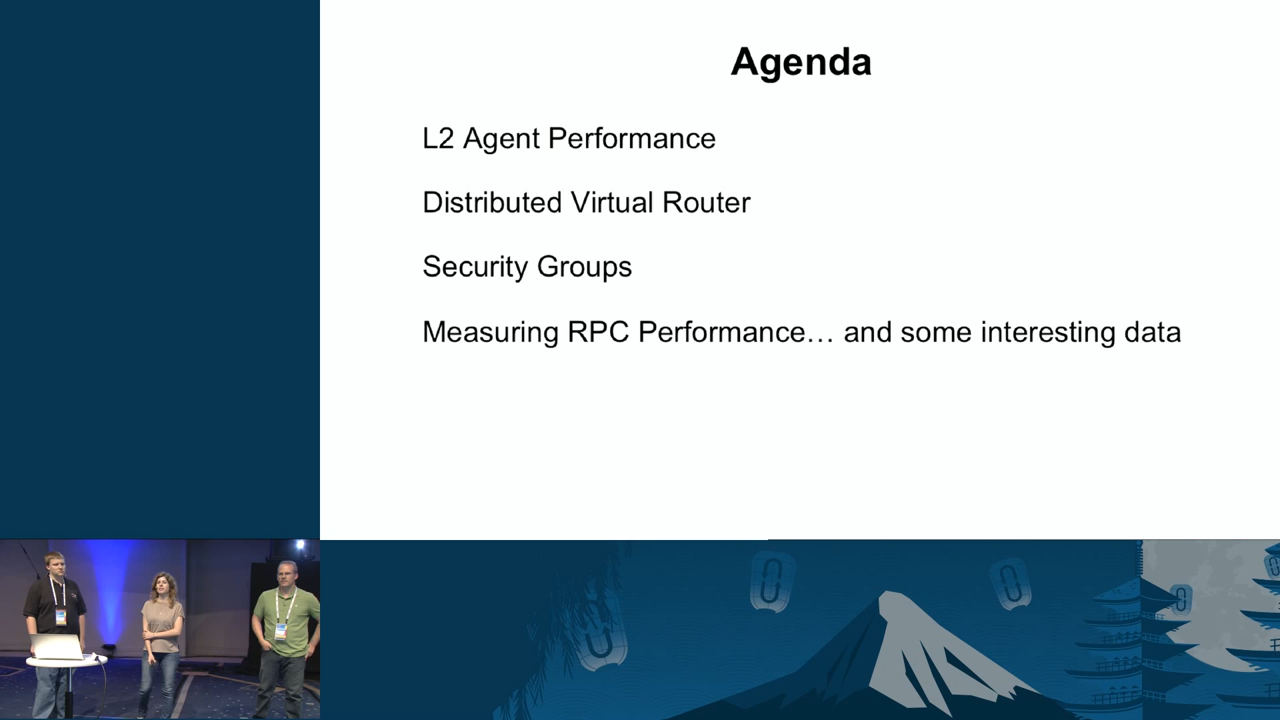 Agenda
L2 Agent Performance
Distributed Virtual Router
Security Groups
Measuring RPC Performance… and some interesting data